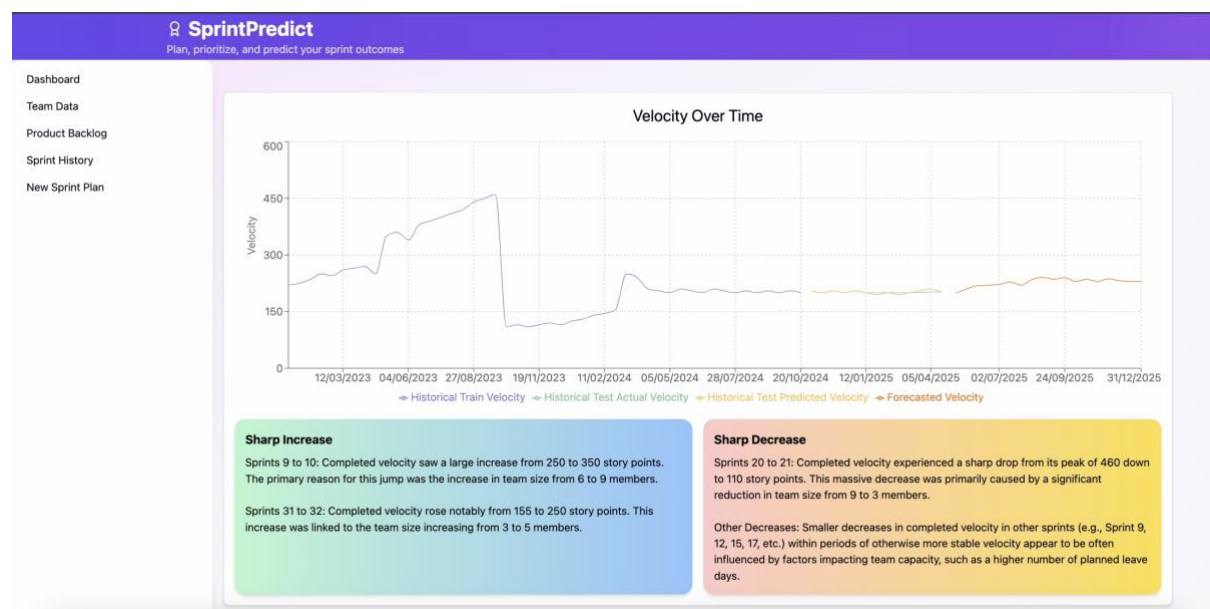 SprintPredict
Plan, prioritize, and predict your sprint outcomes
Dashboard
Team Data
Product Backlog
Sprint History
New Sprint Plan
Velocity Over Time
600
450
300
150
0
Velocity
12/03/2023 04/06/2023 27/08/2023 19/11/2023 11/02/2024 05/05/2024 28/07/2024 20/10/2024 12/01/2025 05/04/2025 02/07/2025 24/09/2025 31/12/2025
Historical Train Velocity Historical Test Actual Velocity Historical Test Predicted Velocity Forecasted Velocity
Sharp Increase
Sprints 9 to 10: Completed velocity saw a large increase from 250 to 350 story points.
The primary reason for this jump was the increase in team size from 6 to 9 members.
Sprints 31 to 32: Completed velocity rose notably from 155 to 250 story points. This
increase was linked to the team size increasing from 3 to 5 members.
Sharp Decrease
Sprints 20 to 21: Completed velocity experienced a sharp drop from its peak of 460 down
to 110 story points. This massive decrease was primarily caused by a significant
reduction in team size from 9 to 3 members.
Other Decreases: Smaller decreases in completed velocity in other sprints (e.g., Sprint 9,
12, 15, 17, etc.) within periods of otherwise more stable velocity appear to be often
influenced by factors impacting team capacity, such as a higher number of planned leave
days.